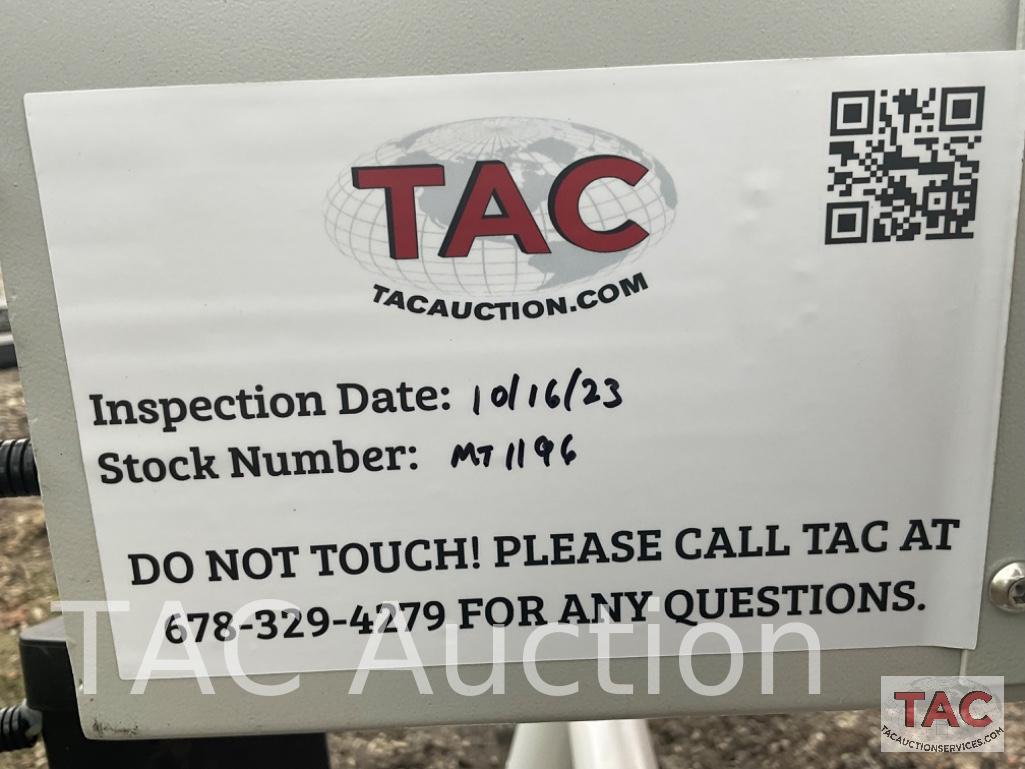 TAC
TACAUCTION.COM
Inspection Date: 10/16/23
Stock Number: MT1196
DO NOT TOUCH! PLEASE CALL TAC AT
678-329-4279 FOR ANY QUESTIONS.
TAC Auction
TAC
TACAUCTIONSERVICES.COM